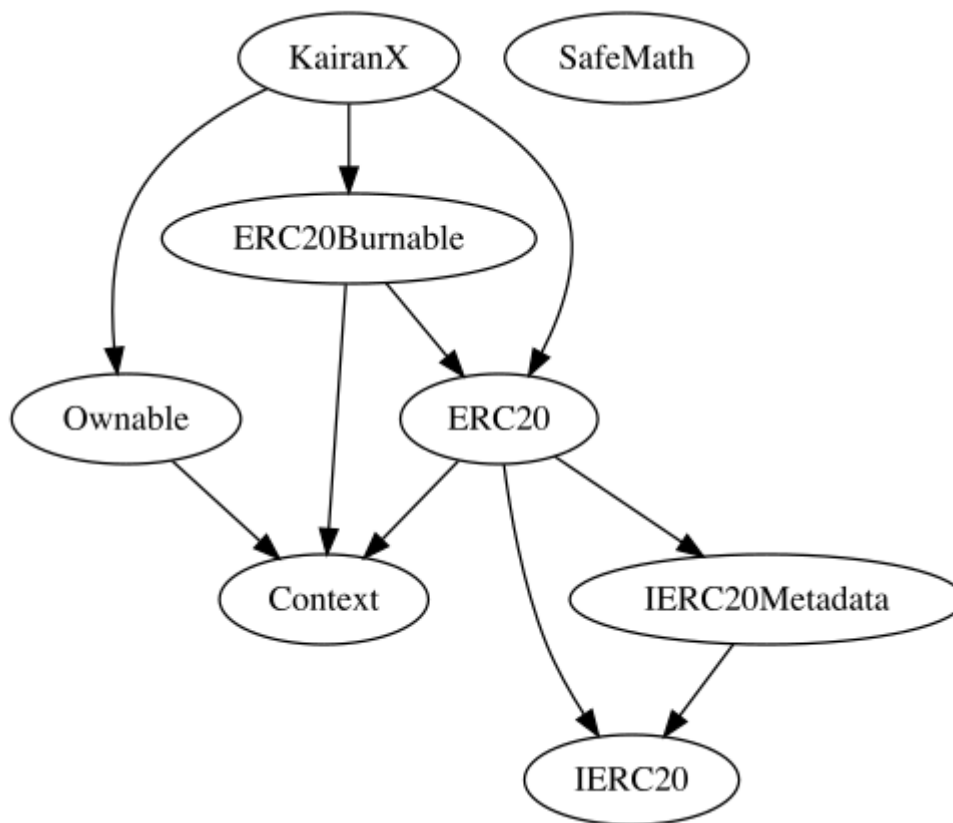 KairanX
SafeMath
ERC20Burnable
Ownable
ERC20
Context
IERC20Metadata
IERC20